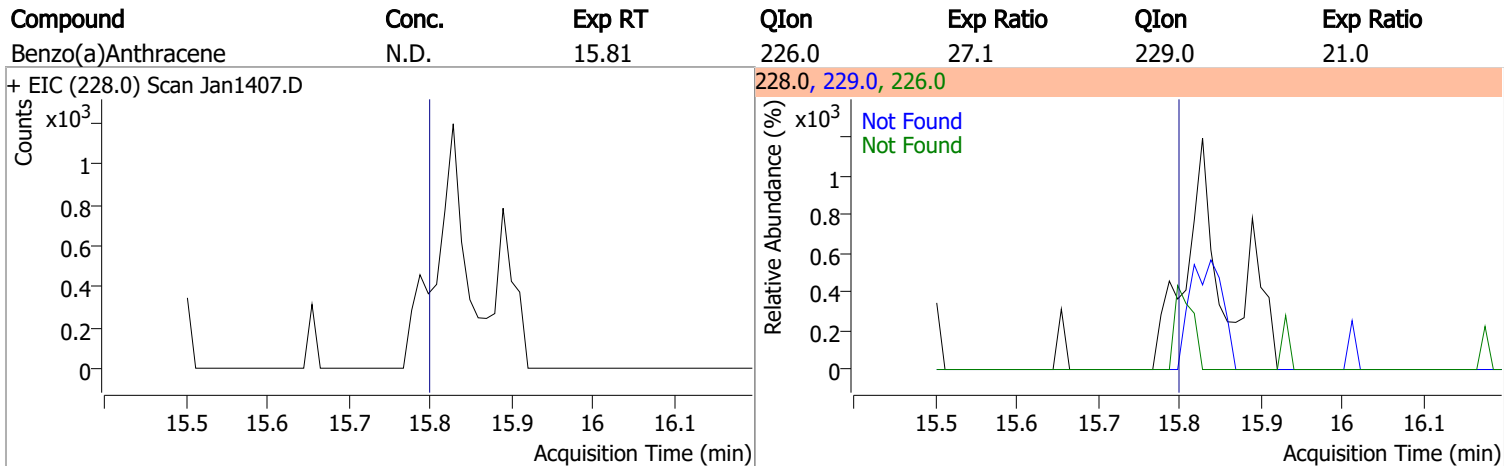 Compound Conc. Exp RT QIon Exp Ratio QIon Exp Ratio
Benzo(a)Anthracene N.D. 15.81 226.0 27.1 229.0 21.0
+ EIC (228.0) Scan Jan1407.D
Counts
x10³
1
0.8
0.6
0.4
0.2
0
15.5 15.6 15.7 15.8 15.9 16 16.1
Acquisition Time (min)
228.0, 229.0, 226.0
Relative Abundance (%)
x10³
Not Found
Not Found
1
0.8
0.6
0.4
0.2
0
15.5 15.6 15.7 15.8 15.9 16 16.1
Acquisition Time (min)